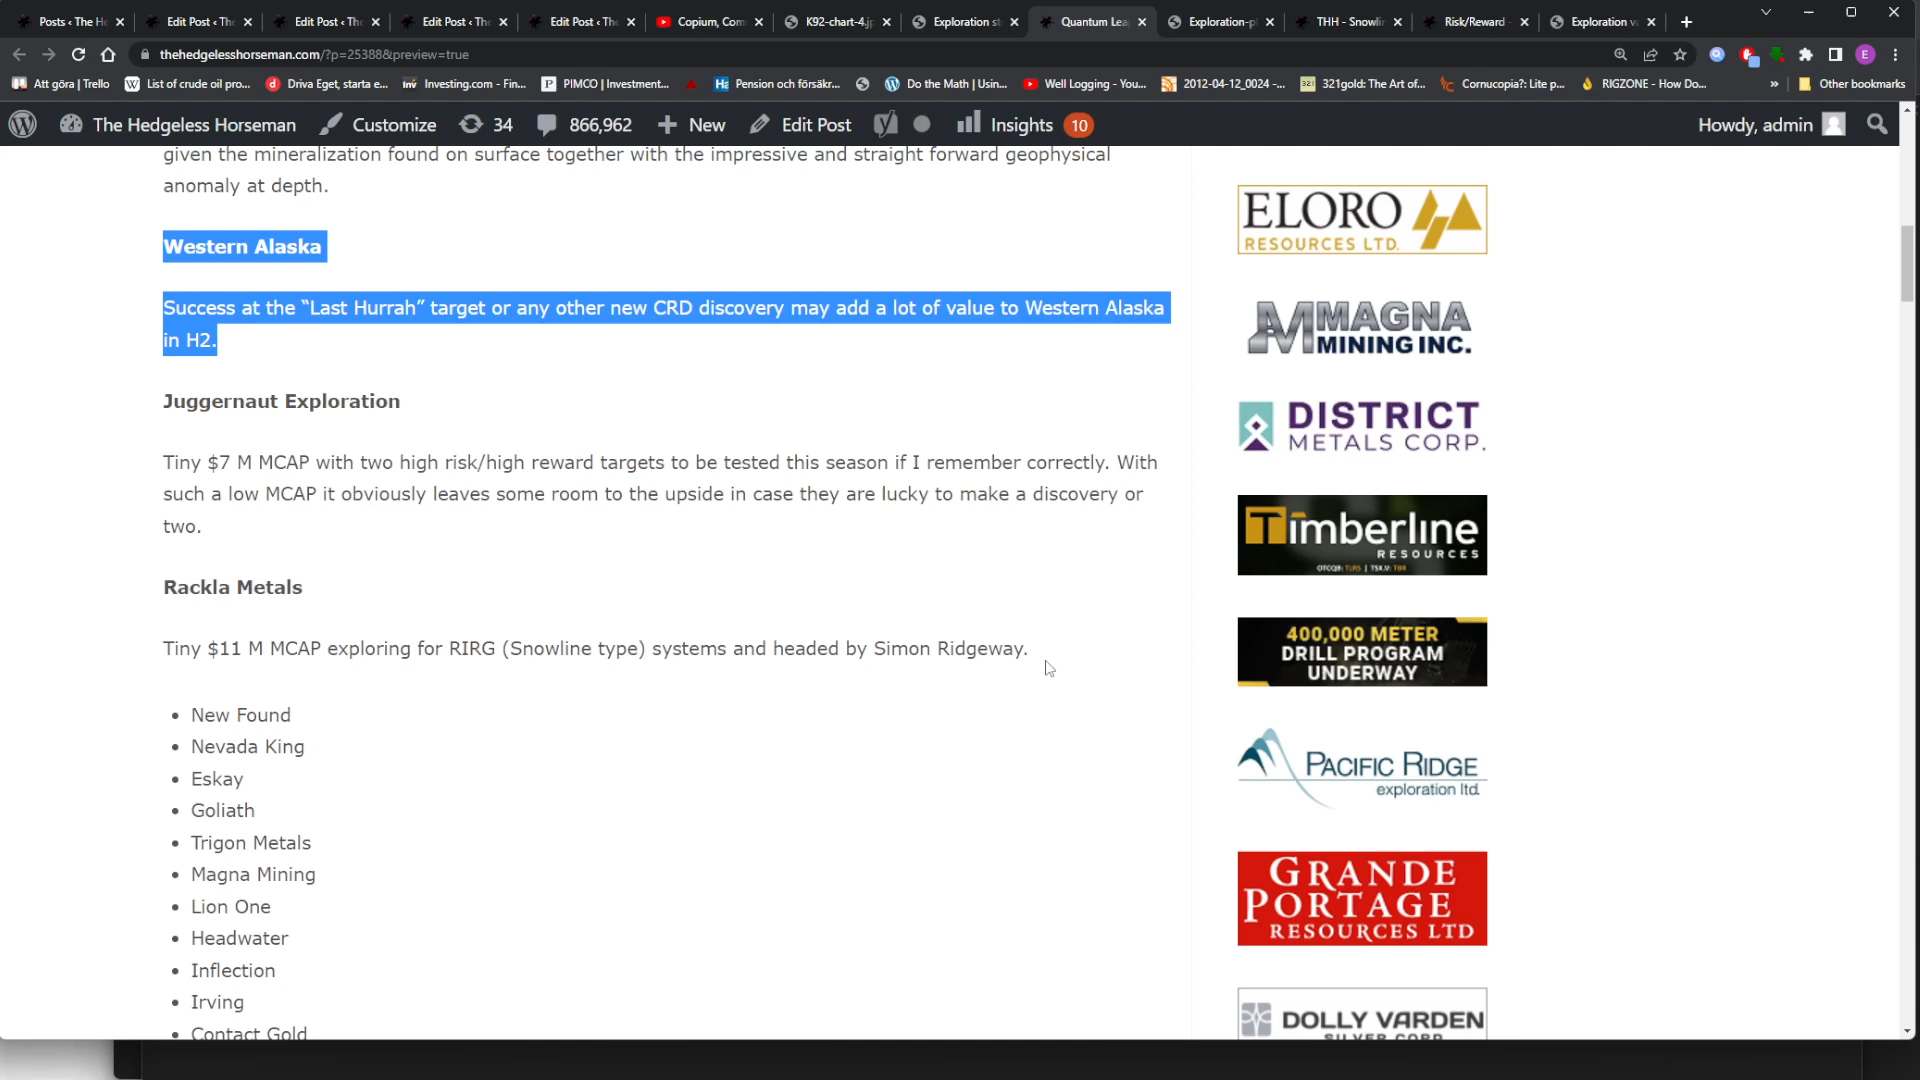 Posts ‹ The He
Edit Post ‹ The
Edit Post ‹ The
Edit Post ‹ The
Edit Post ‹ The
Copium, Com
K92-chart-4.j
Exploration st
Quantum Lea
Exploration-p
THH - Snowli
Risk/Reward
Exploration v
thehedgelesshorseman.com/?p=25388&preview=true
E
Att göra | Trello
List of crude oil pro...
Driva Eget, starta e...
Investing.com - Fin...
PIMCO | Investment...
Pension och försäkr...
Do the Math | Usin...
Well Logging - You...
2012-04-12_0024 -...
321gold: The Art of...
Cornucopia?: Lite p...
RIGZONE - How Do...
»
Other bookmarks
The Hedgeless Horseman
Customize
34
866,962
New
Edit Post
Insights 10
Howdy, admin
given the mineralization found on surface together with the impressive and straight forward geophysical
anomaly at depth.
Western Alaska
Success at the “Last Hurrah” target or any other new CRD discovery may add a lot of value to Western Alaska
in H2.
Juggernaut Exploration
Tiny $7 M MCAP with two high risk/high reward targets to be tested this season if I remember correctly. With
such a low MCAP it obviously leaves some room to the upside in case they are lucky to make a discovery or
two.
Rackla Metals
Tiny $11 M MCAP exploring for RIRG (Snowline type) systems and headed by Simon Ridgeway.
• New Found
• Nevada King
• Eskay
• Goliath
• Trigon Metals
• Magna Mining
• Lion One
• Headwater
• Inflection
• Irving
• Contact Gold
ELORO
RESOURCES LTD.
MAGNA
MINING INC.
DISTRICT
METALS CORP.
Timberline
RESOURCES
OTCQB: TLRS | TSX.V: TBR
400,000 METER
DRILL PROGRAM
UNDERWAY
PACIFIC RIDGE
exploration ltd.
GRANDE
PORTAGE
RESOURCES LTD
DOLLY VARDEN
SILVER CORP